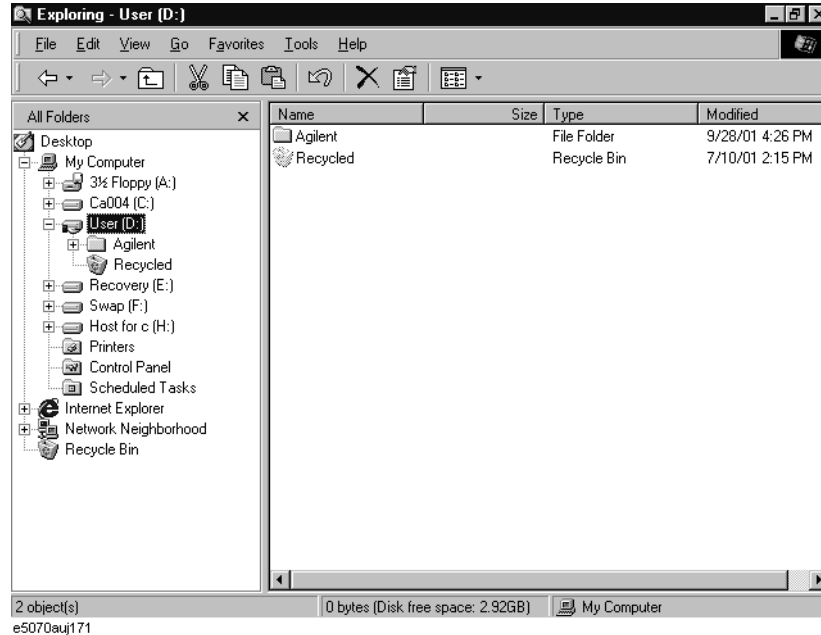 Exploring - User (D:)
File Edit View Go Favorites Tools Help
All Folders x
Desktop
My Computer
3½ Floppy (A:)
Ca004 (C:)
User (D:)
Agilent
Recycled
Recovery (E:)
Swap (F:)
Host for c (H:)
Printers
Control Panel
Scheduled Tasks
Internet Explorer
Network Neighborhood
Recycle Bin
Name Size Type Modified
Agilent File Folder 9/28/01 4:26 PM
Recycled Recycle Bin 7/10/01 2:15 PM
2 object(s) 0 bytes (Disk free space: 2.92GB) My Computer
e5070auj171